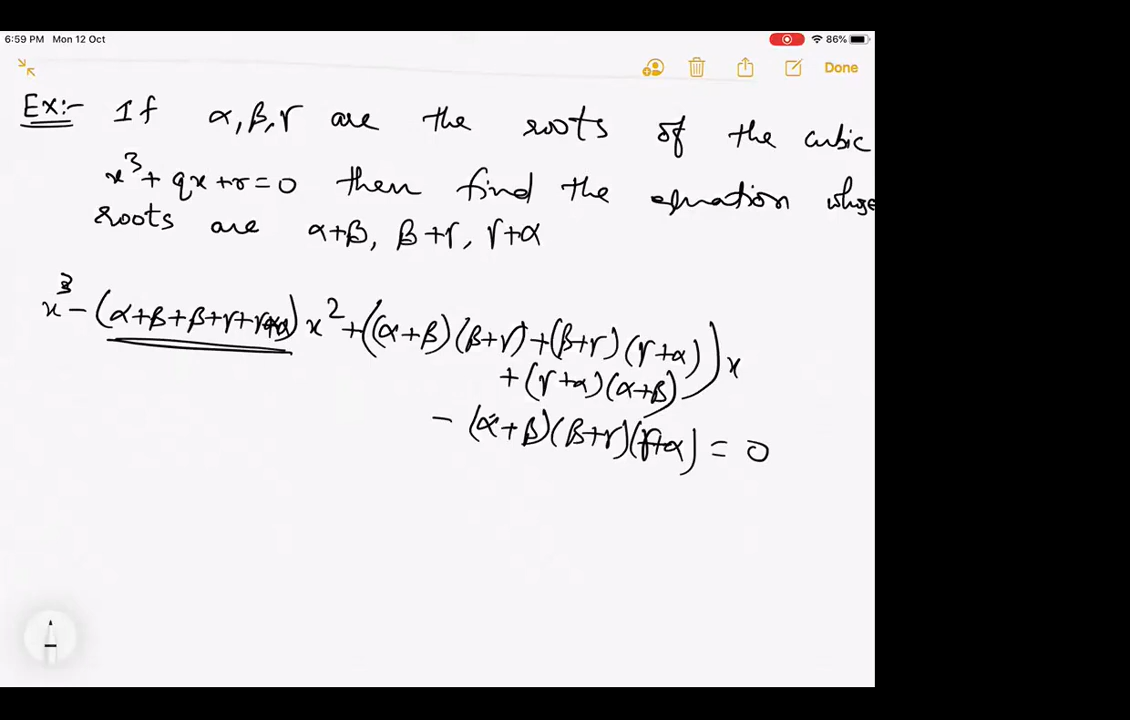 6:59 PM Mon 12 Oct 86%
Done
Ex:- If α, β, γ are the roots of the cubic
x³ + qx + r = 0 then find the equation whose
roots are α+β, β+γ, γ+α
x³ - (α+β+β+γ+γ+α) x² + ((α+β)(β+γ) + (β+γ)(γ+α)
+ (γ+α)(α+β)) x
- (α+β)(β+γ)(γ+α) = 0